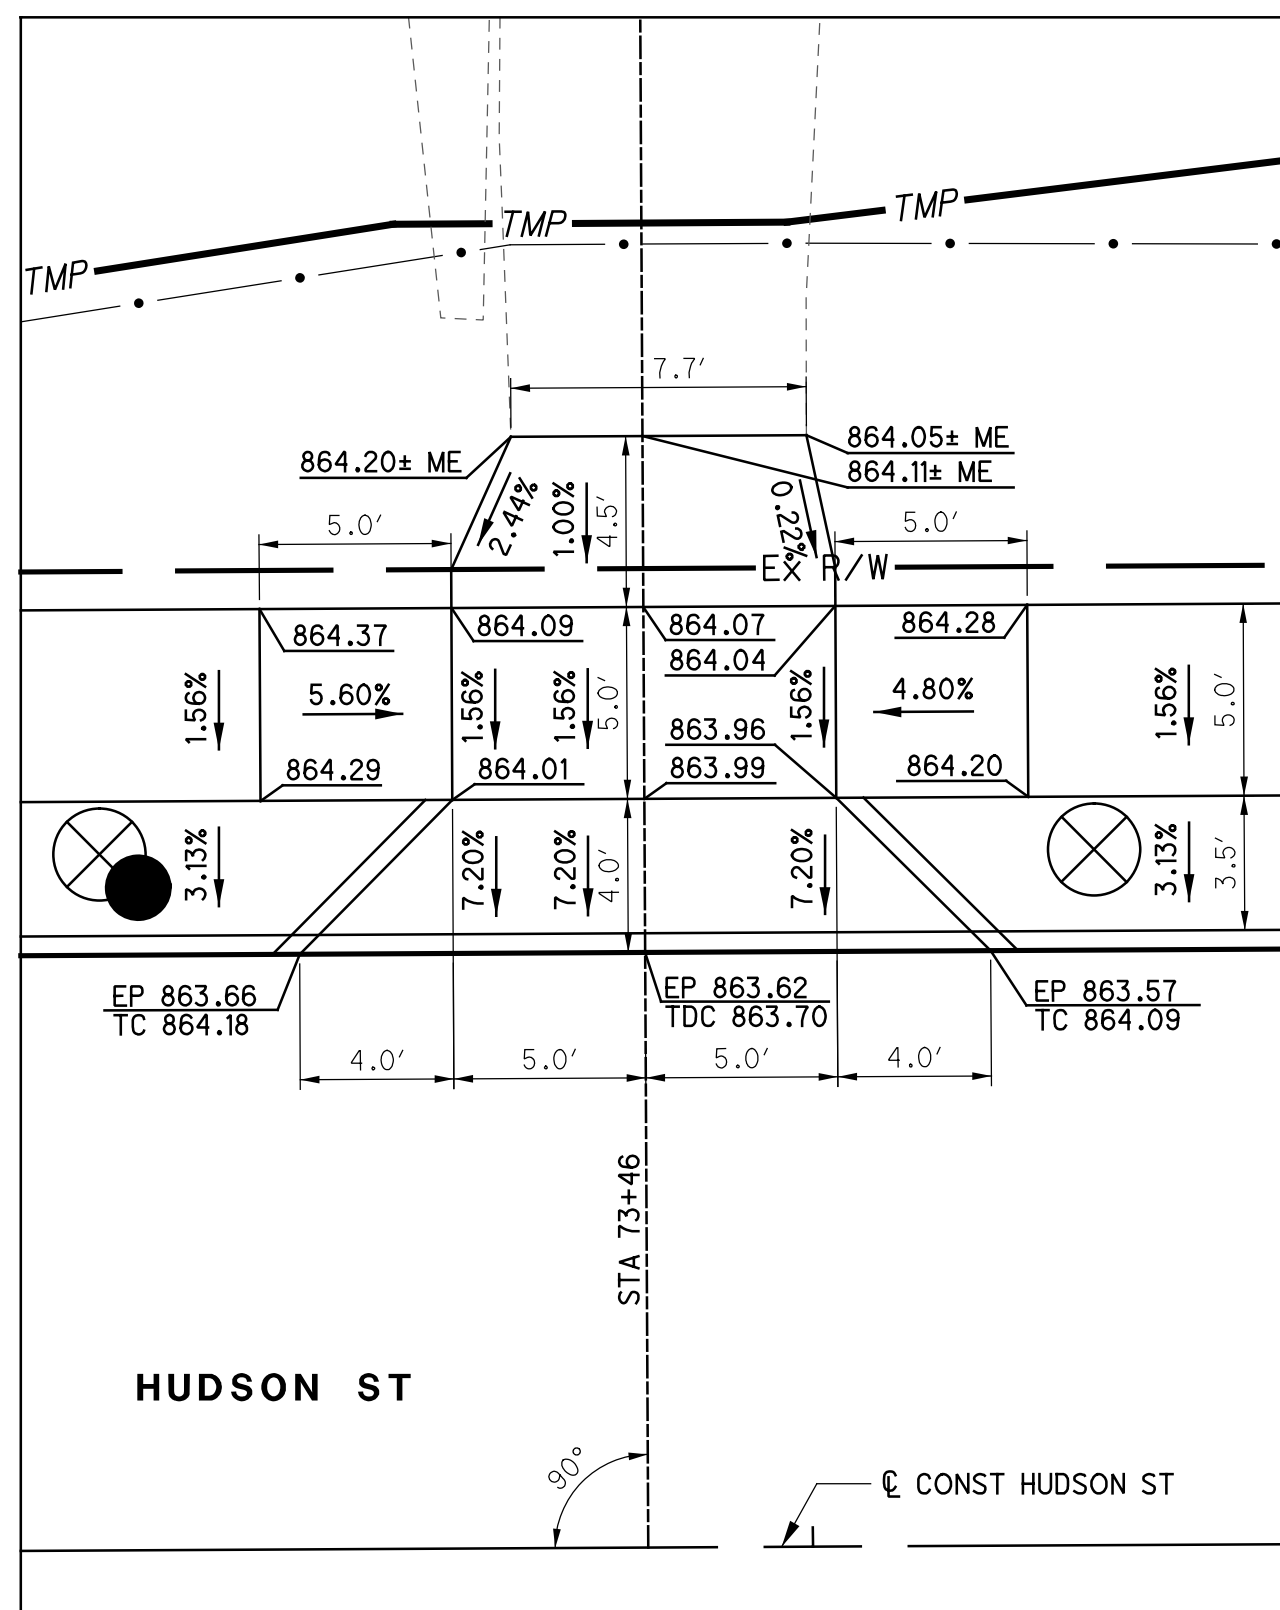 TMP
TMP
TMP
7.7′
864.20± ME
864.05± ME
864.11± ME
2.44%
1.00%
4.5′
0.22%
5.0′
5.0′
EX R/W
864.37
864.09
864.07
864.04
864.28
1.56%
5.60%
1.56%
1.56%
5.0′
1.56%
4.80%
1.56%
5.0′
863.96
864.29
864.01
863.99
864.20
3.13%
7.20%
7.20%
4.0′
7.20%
3.13%
3.5′
EP 863.66
TC 864.18
EP 863.62
TDC 863.70
EP 863.57
TC 864.09
4.0′
5.0′
5.0′
4.0′
STA 73+46
HUDSON ST
90°
℄ CONST HUDSON ST